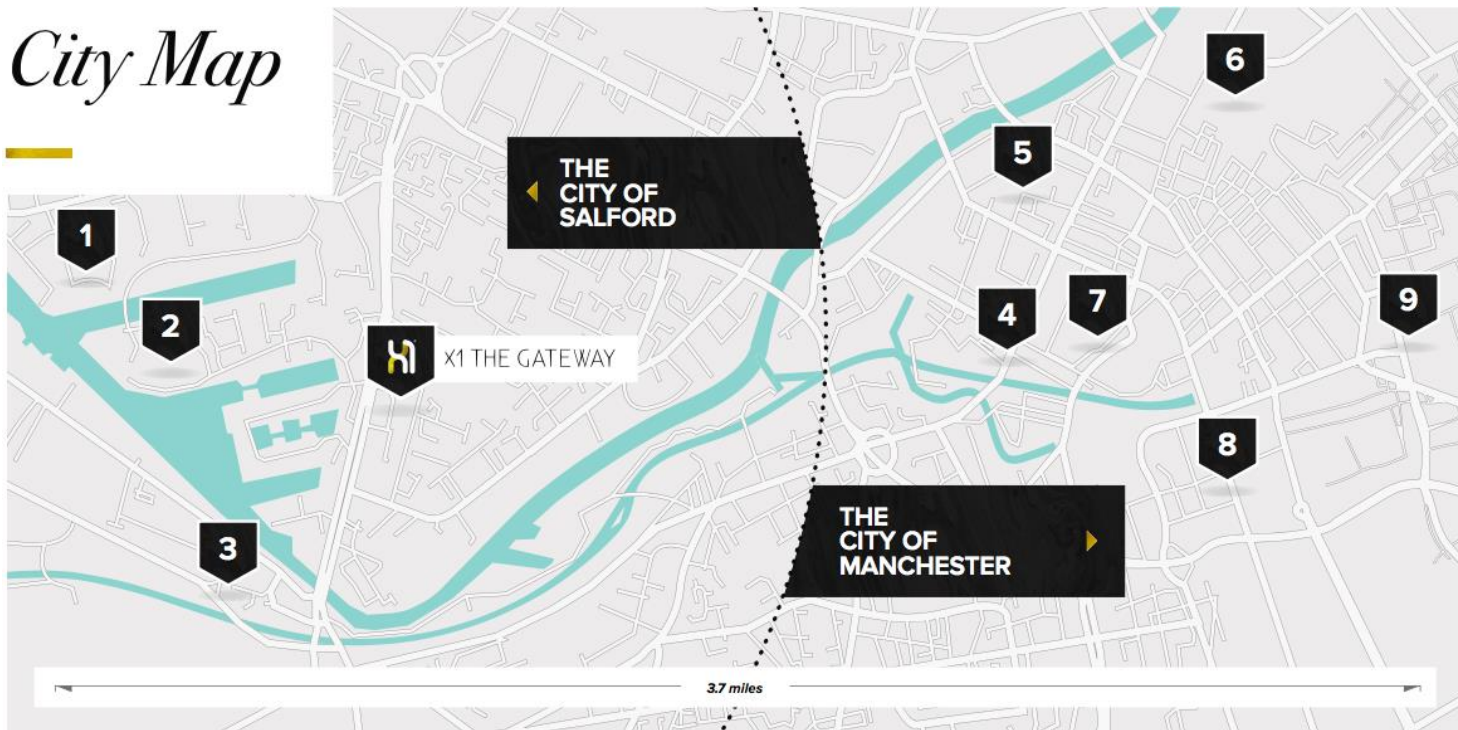 City Map
6
5
THE
CITY OF
SALFORD
1
2
4
7
9
X1
X1 THE GATEWAY
8
THE
CITY OF
MANCHESTER
3
3.7 miles